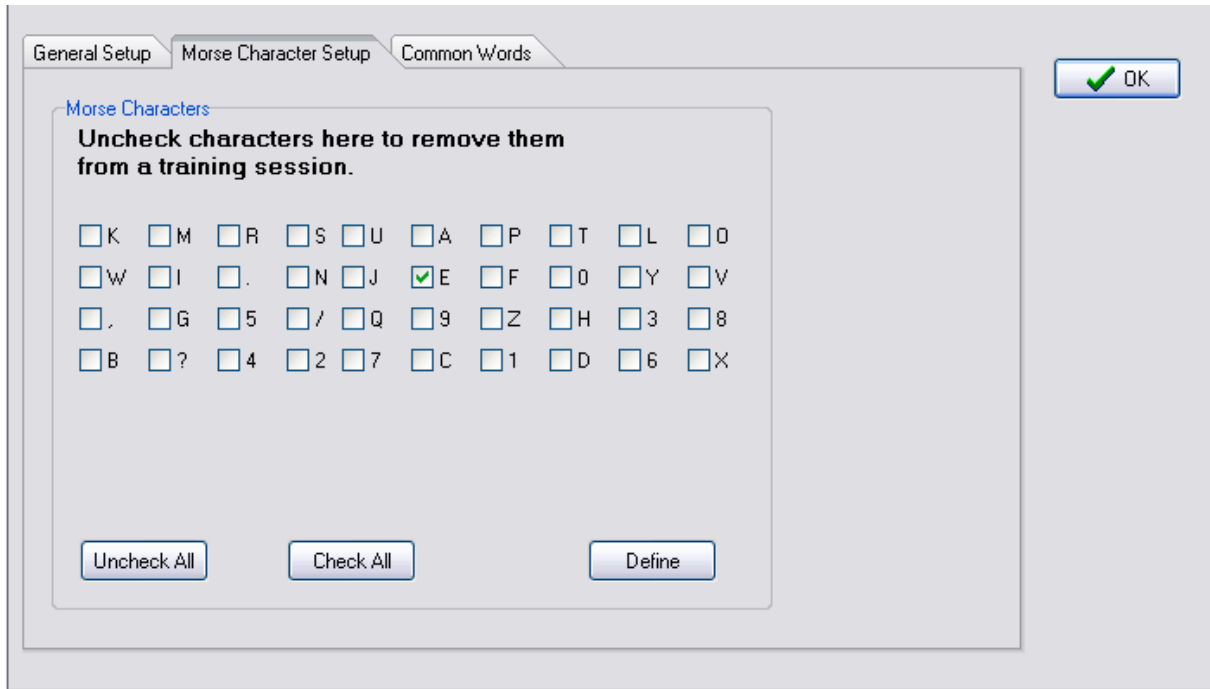 General Setup Morse Character Setup Common Words
OK
Morse Characters
Uncheck characters here to remove them
from a training session.
K M R S U A P T L O
W I . N J E F 0 Y V
, G 5 / Q 9 Z H 3 8
B ? 4 2 7 C 1 D 6 X
Uncheck All Check All Define